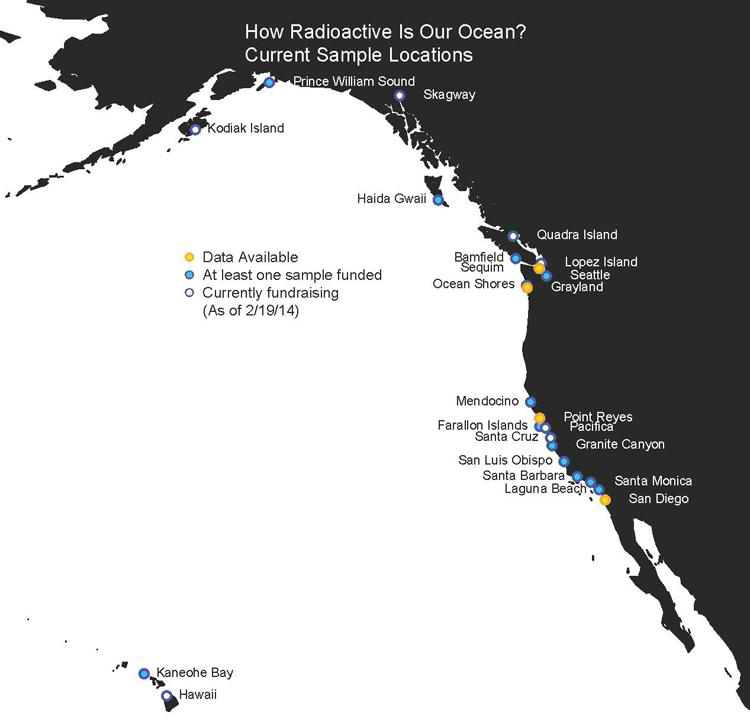 How Radioactive Is Our Ocean?
Current Sample Locations
Prince William Sound
Skagway
Kodiak Island
Haida Gwaii
Quadra Island
Data Available
At least one sample funded
Currently fundraising
(As of 2/19/14)
Bamfield
Lopez Island
Sequim
Seattle
Ocean Shores
Grayland
Mendocino
Point Reyes
Farallon Islands
Pacifica
Santa Cruz
Granite Canyon
San Luis Obispo
Santa Barbara
Santa Monica
Laguna Beach
San Diego
Kaneohe Bay
Hawaii